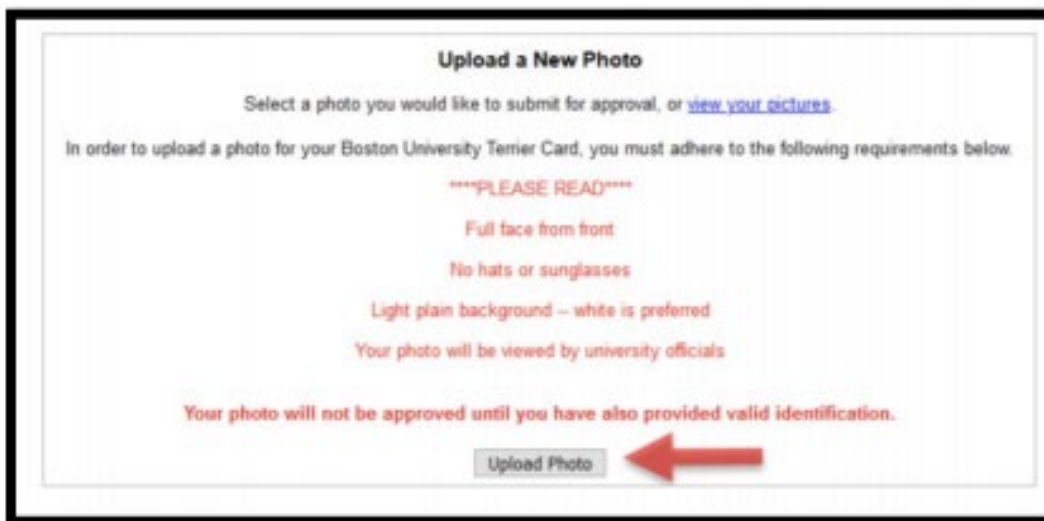 Upload a New Photo
Select a photo you would like to submit for approval, or view your pictures.
In order to upload a photo for your Boston University Terrier Card, you must adhere to the following requirements below.
****PLEASE READ****
Full face from front
No hats or sunglasses
Light plain background -- white is preferred
Your photo will be viewed by university officials
Your photo will not be approved until you have also provided valid identification.
Upload Photo